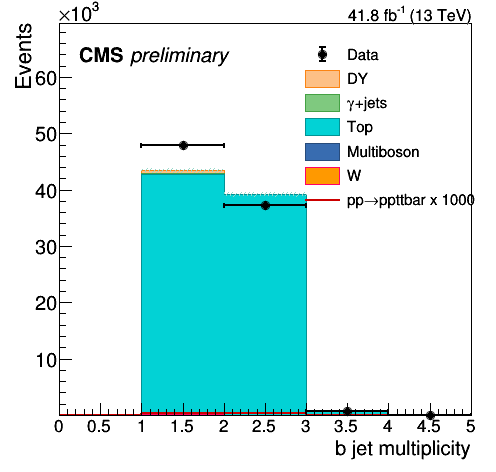 ×10³
41.8 fb⁻¹ (13 TeV)
Events
CMS preliminary
Data
DY
γ+jets
Top
Multiboson
W
pp→ppttbar x 1000
60
50
40
30
20
10
0 0.5 1 1.5 2 2.5 3 3.5 4 4.5 5
b jet multiplicity